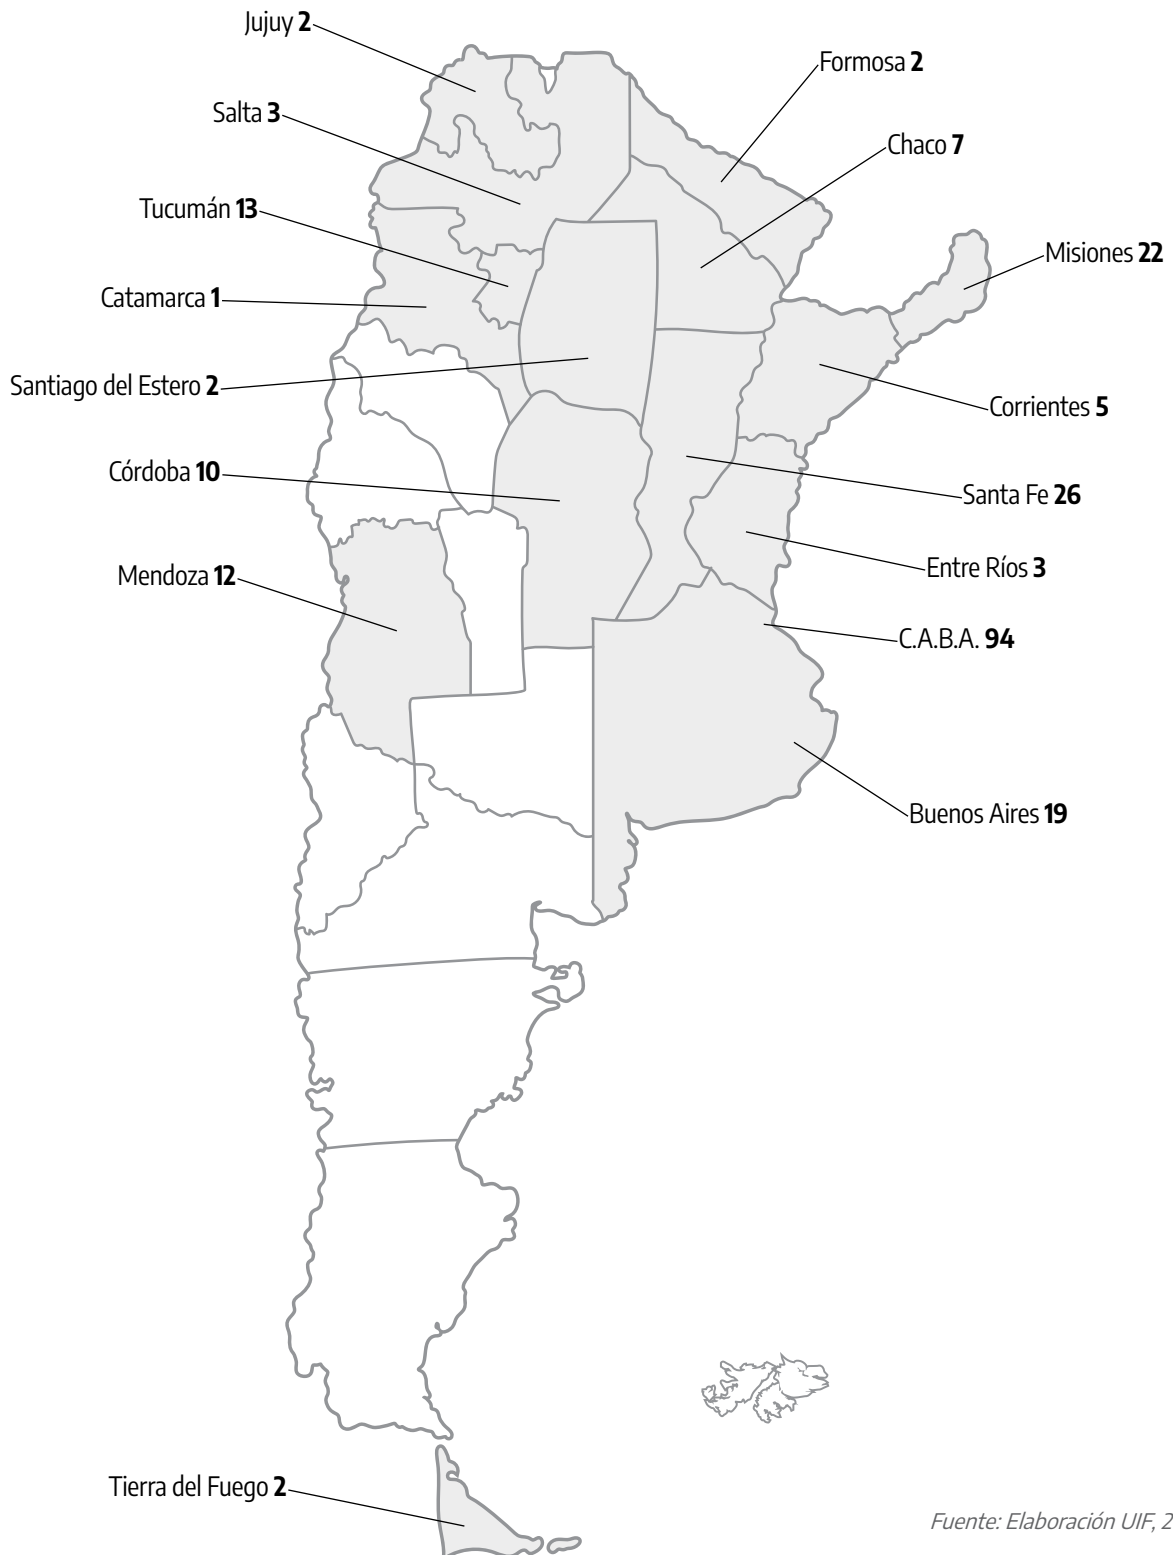 Jujuy 2
Formosa 2
Salta 3
Chaco 7
Tucumán 13
Misiones 22
Catamarca 1
Santiago del Estero 2
Corrientes 5
Córdoba 10
Santa Fe 26
Entre Ríos 3
Mendoza 12
C.A.B.A. 94
Buenos Aires 19
Tierra del Fuego 2
Fuente: Elaboración UIF, 2